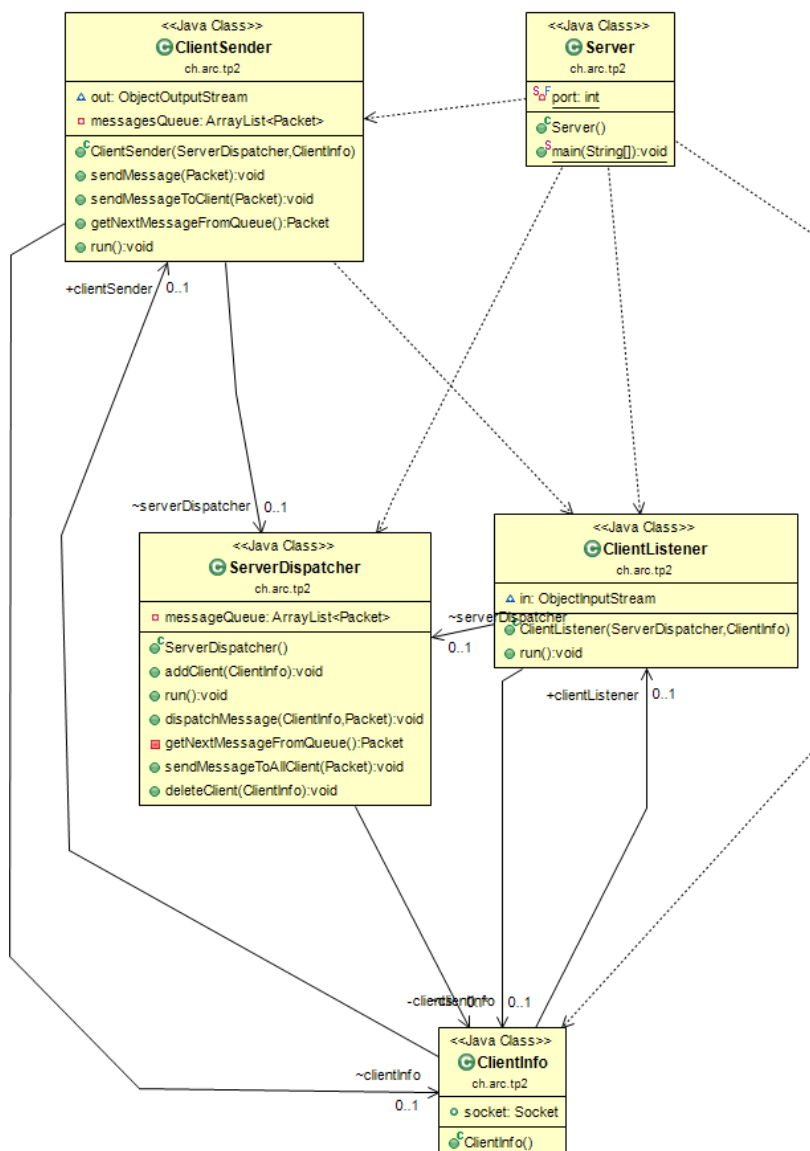 <<Java Class>>
ClientSender
ch.arc.tp2
out: ObjectOutputStream
messagesQueue: ArrayList<Packet>
ClientSender(ServerDispatcher,ClientInfo)
sendMessage(Packet):void
sendMessageToClient(Packet):void
getNextMessageFromQueue():Packet
run():void
<<Java Class>>
Server
ch.arc.tp2
port: int
Server()
main(String[]):void
+clientSender 0..1
~serverDispatcher 0..1
<<Java Class>>
ServerDispatcher
ch.arc.tp2
messageQueue: ArrayList<Packet>
ServerDispatcher()
addClient(ClientInfo):void
run():void
dispatchMessage(ClientInfo,Packet):void
getNextMessageFromQueue():Packet
sendMessageToAllClient(Packet):void
deleteClient(ClientInfo):void
<<Java Class>>
ClientListener
ch.arc.tp2
in: ObjectInputStream
ClientListener(ServerDispatcher,ClientInfo)
run():void
~serverDispatcher
0..1
+clientListener 0..1
0..1
~clientInfo
0..1
<<Java Class>>
ClientInfo
ch.arc.tp2
socket: Socket
ClientInfo()